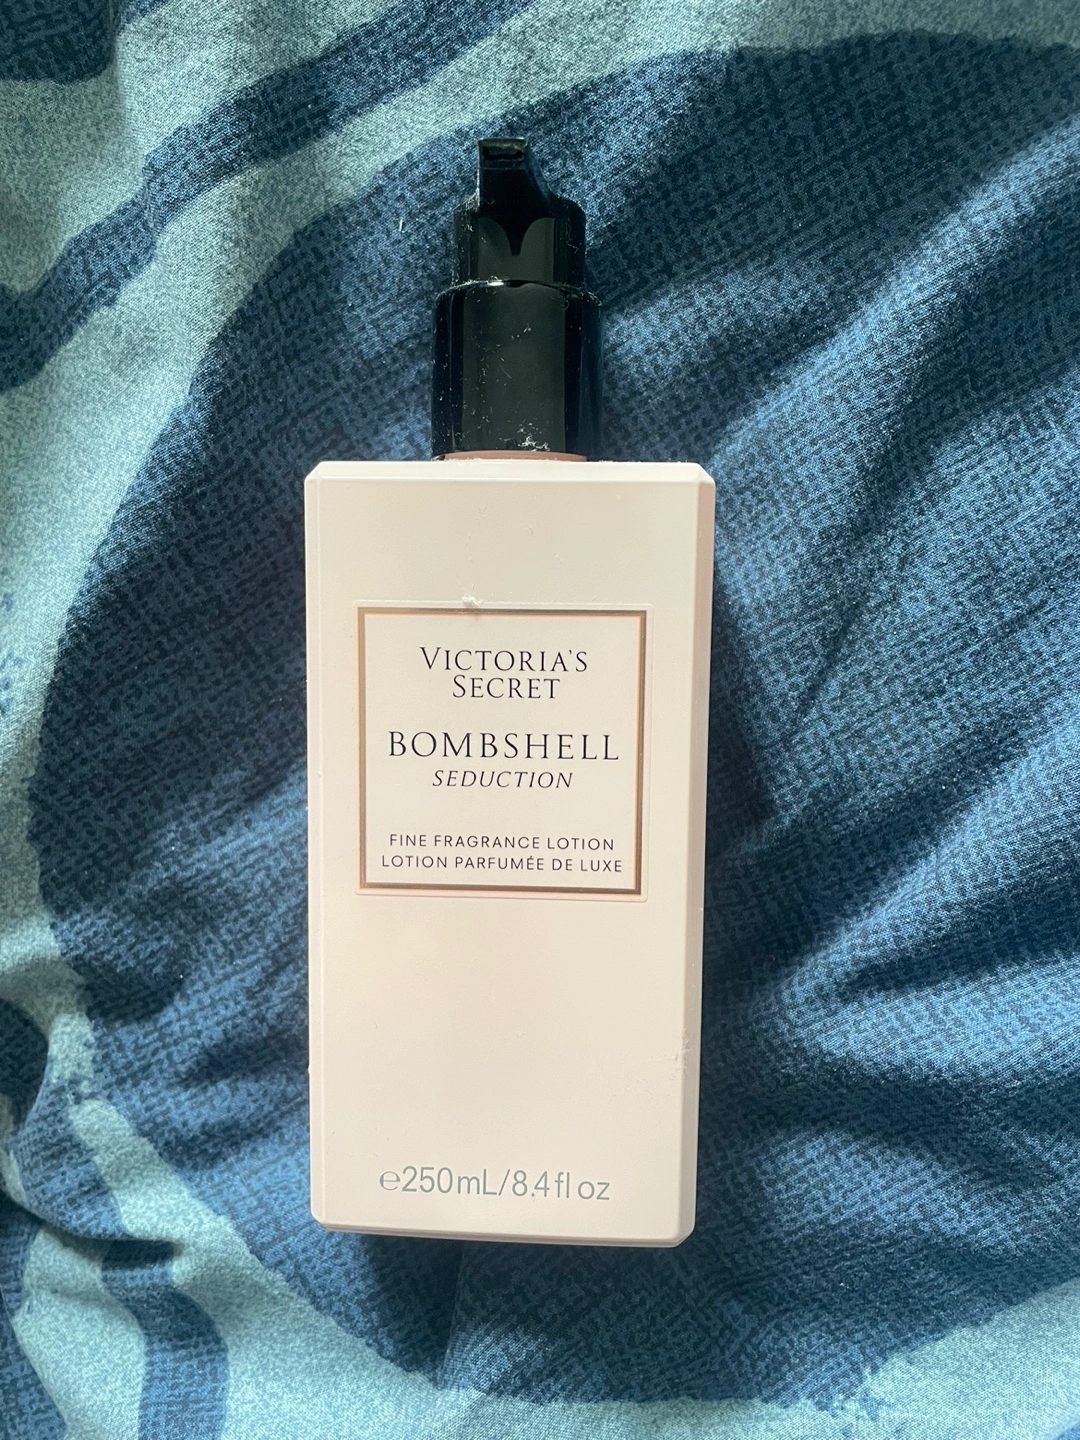 VICTORIA'S
SECRET
BOMBSHELL
SEDUCTION
FINE FRAGRANCE LOTION
LOTION PARFUMÉE DE LUXE
℮250mL/8.4fl oz